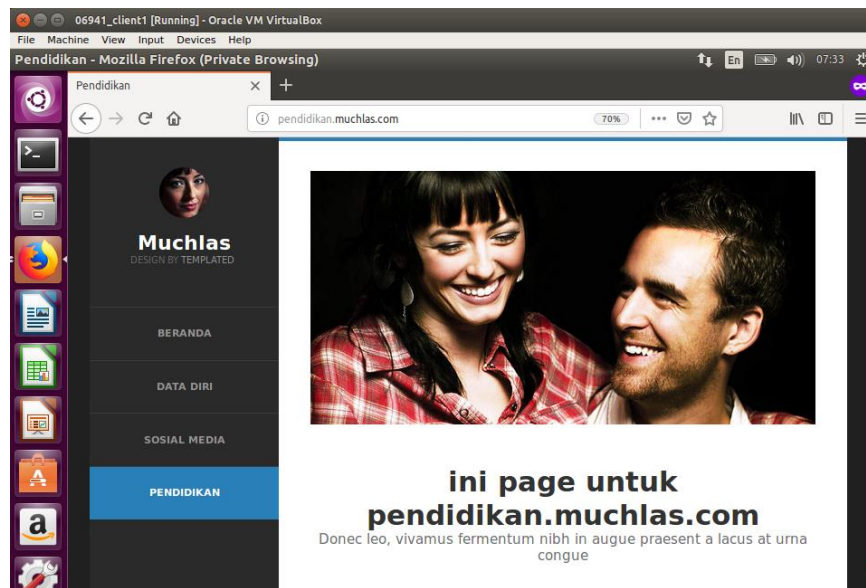 06941_client1 [Running] - Oracle VM VirtualBox
File Machine View Input Devices Help
Pendidikan - Mozilla Firefox (Private Browsing)
En
07:33
Pendidikan
pendidikan.muchlas.com
70%
Muchlas
DESIGN BY TEMPLATED
BERANDA
DATA DIRI
SOSIAL MEDIA
PENDIDIKAN
ini page untuk
pendidikan.muchlas.com
Donec leo, vivamus fermentum nibh in augue praesent a lacus at urna
congue